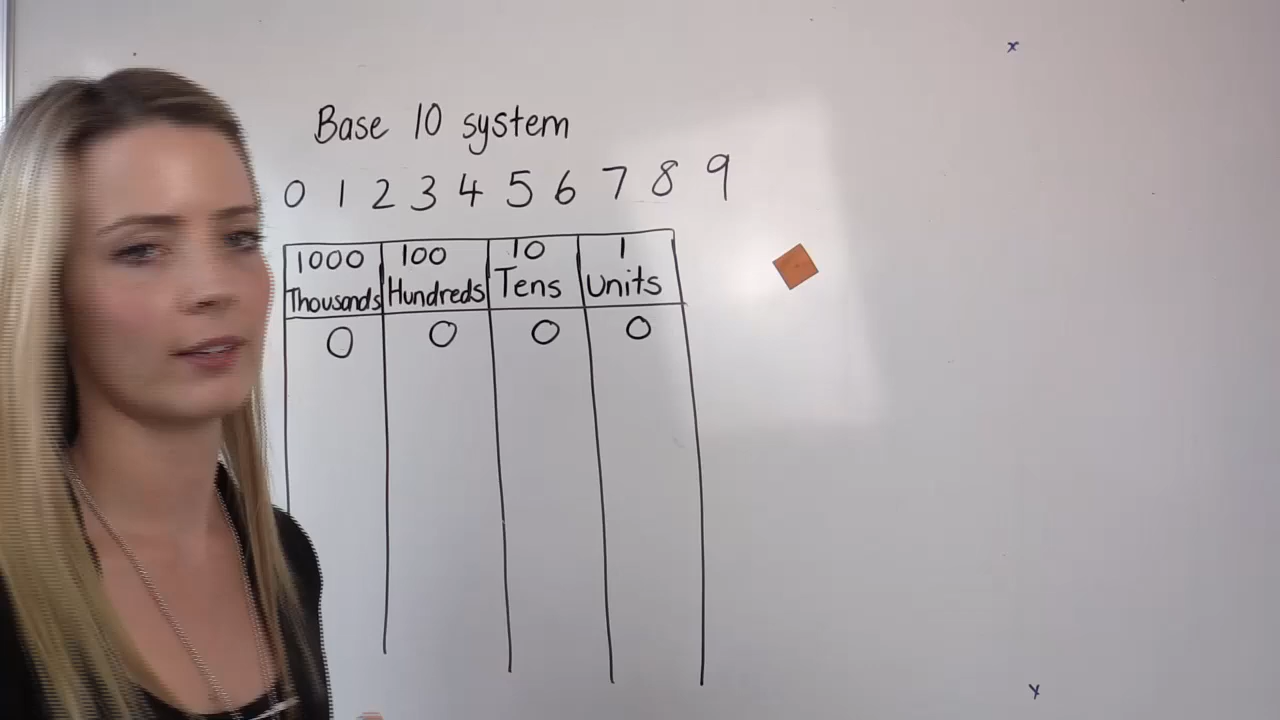 x
Base 10 system
0 1 2 3 4 5 6 7 8 9
1000 100 10 1
Thousands Hundreds Tens Units
0 0 0 0
Y